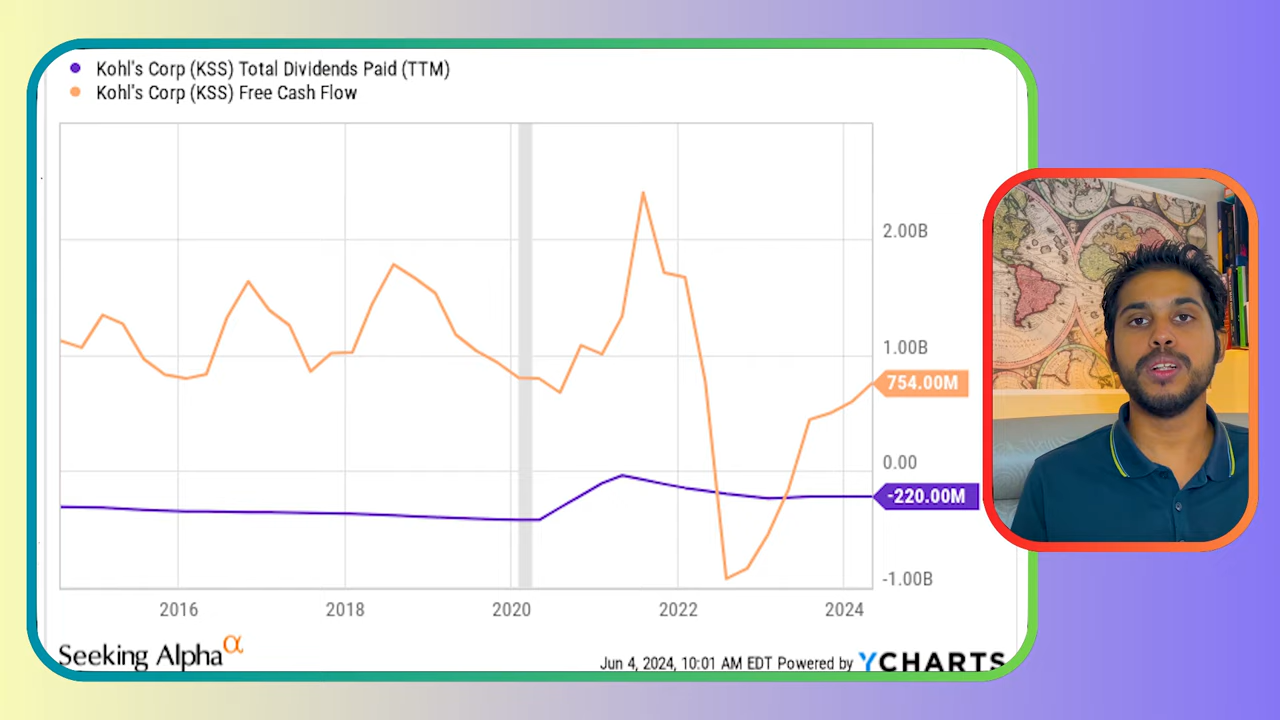 Kohl's Corp (KSS) Total Dividends Paid (TTM)
Kohl's Corp (KSS) Free Cash Flow
2.00B
1.00B
754.00M
0.00
-220.00M
-1.00B
2016 2018 2020 2022 2024
Seeking Alpha α
Jun 4, 2024, 10:01 AM EDT Powered by YCHARTS